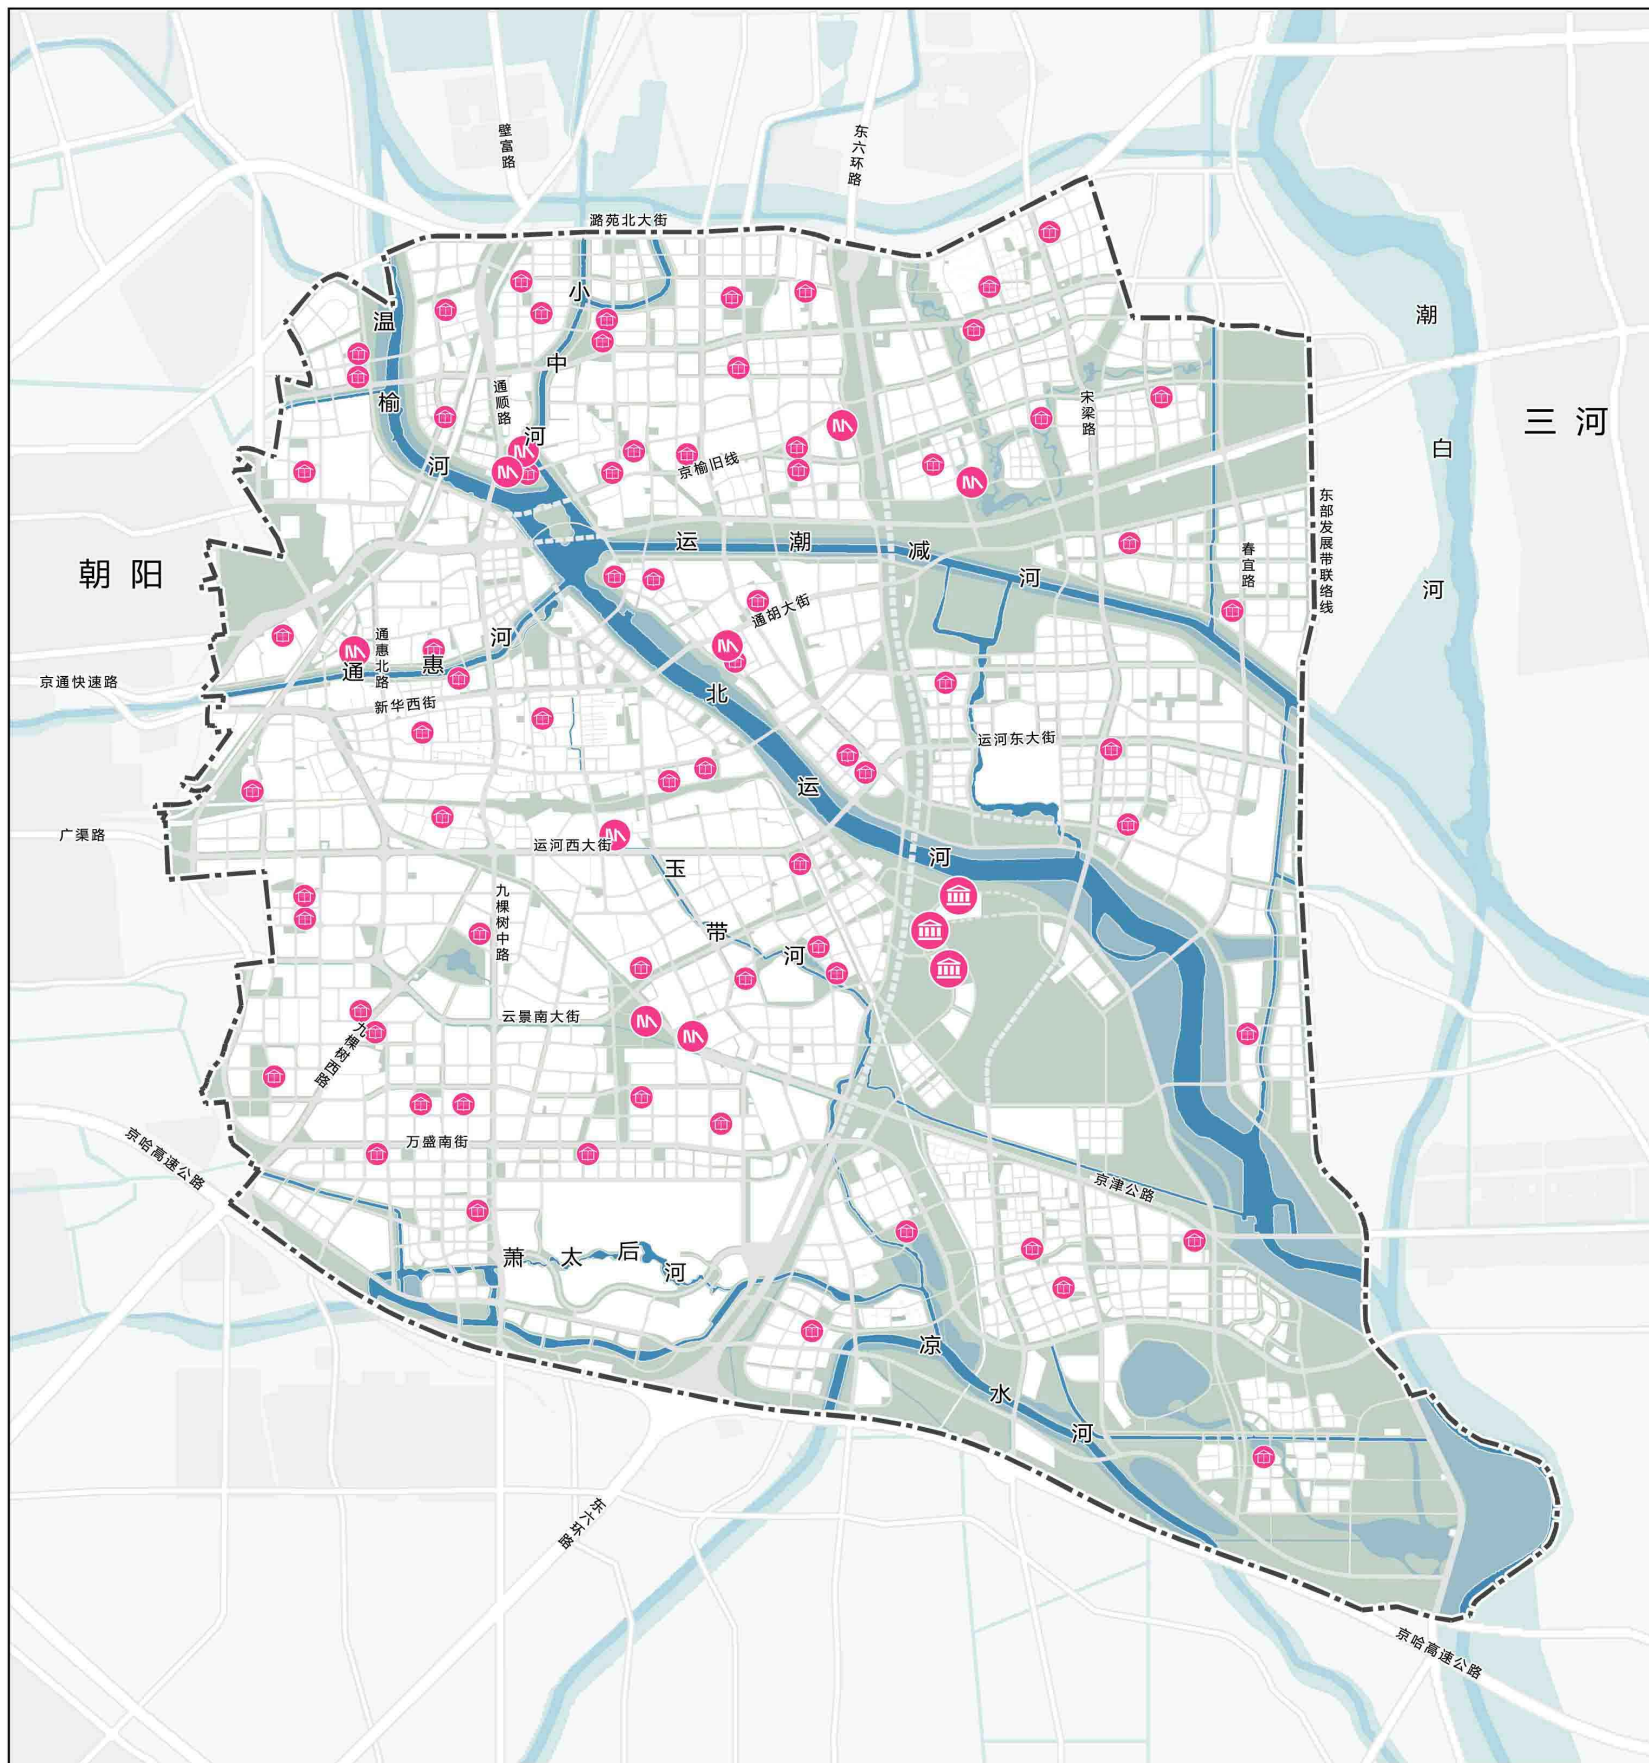 壁富路
东六环路
潞苑北大街
小中河
温榆河
通顺路
宋梁路
京榆旧线
潮白河
三河
朝阳
运潮减河
春宜路
东部发展带联络线
通胡大街
通惠北路
通惠河
京通快速路
新华西街
北运河
运河东大街
广渠路
运河西大街
玉带河
九棵树中路
云景南大街
九棵树西路
万盛南街
京哈高速公路
京津公路
萧太后河
凉水河
东六环路
京哈高速公路